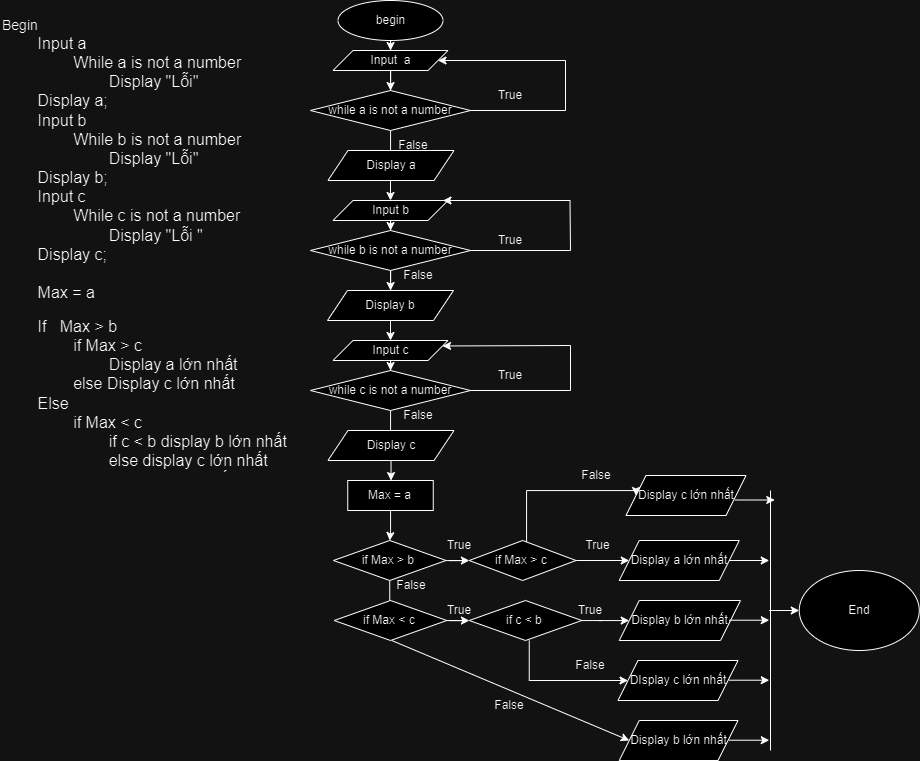 Begin
Input a
While a is not a number
Display "Lỗi"
Display a;
Input b
While b is not a number
Display "Lỗi"
Display b;
Input c
While c is not a number
Display "Lỗi "
Display c;
Max = a
If Max > b
if Max > c
Display a lớn nhất
else Display c lớn nhất
Else
if Max < c
if c < b display b lớn nhất
else display c lớn nhất
begin
Input a
True
while a is not a number
False
Display a
Input b
True
while b is not a number
False
Display b
Input c
True
while c is not a number
False
Display c
Max = a
False
Display c lớn nhất
if Max > b
True
if Max > c
True
Display a lớn nhất
False
if Max < c
True
if c < b
True
Display b lớn nhất
End
False
DIsplay c lớn nhất
False
Display b lớn nhất